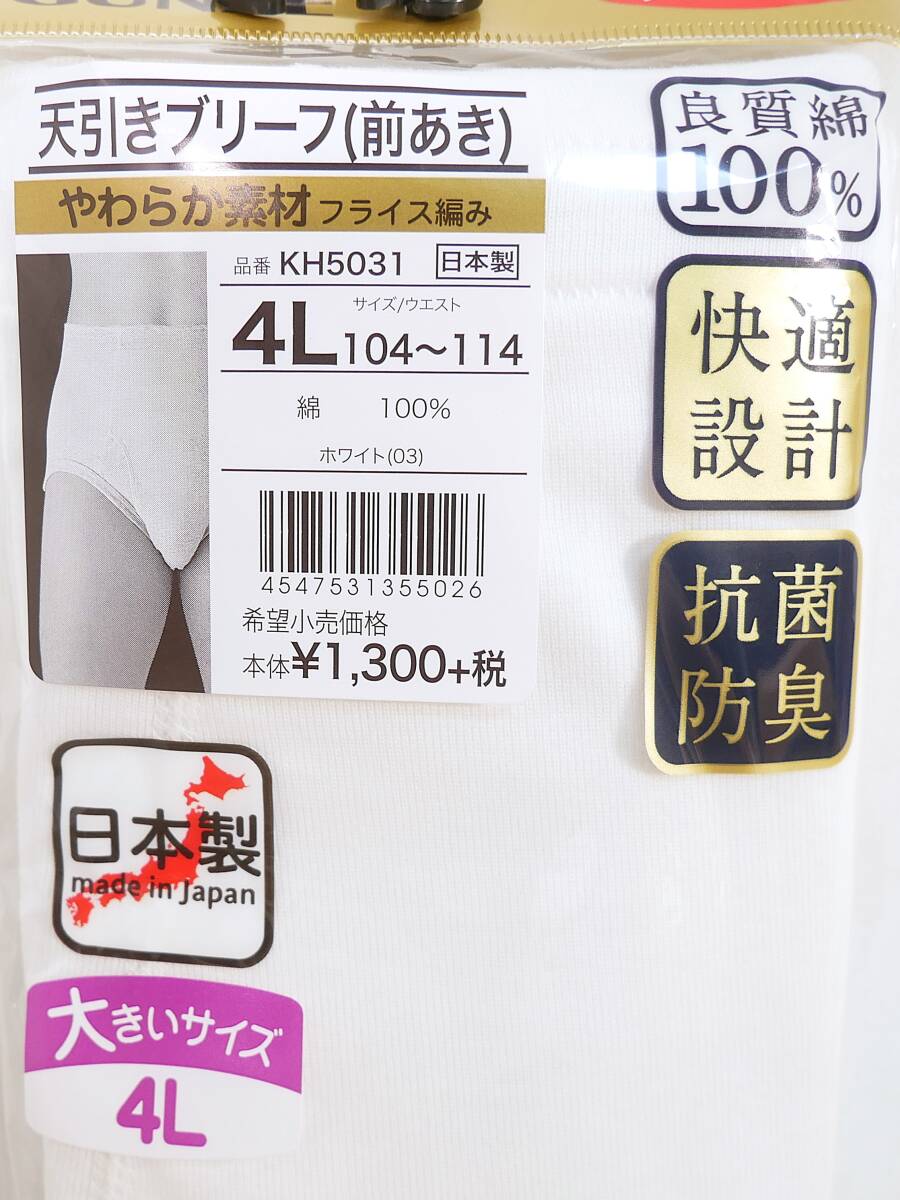 天引きブリーフ(前あき)
やわらか素材 フライス編み
品番 KH5031 日本製
サイズ/ウエスト
4L 104〜114
綿 100%
ホワイト(03)
4547531355026
希望小売価格
本体¥1,300+税
良質綿
100%
快適
設計
抗菌
防臭
日本製
made in Japan
大きいサイズ
4L